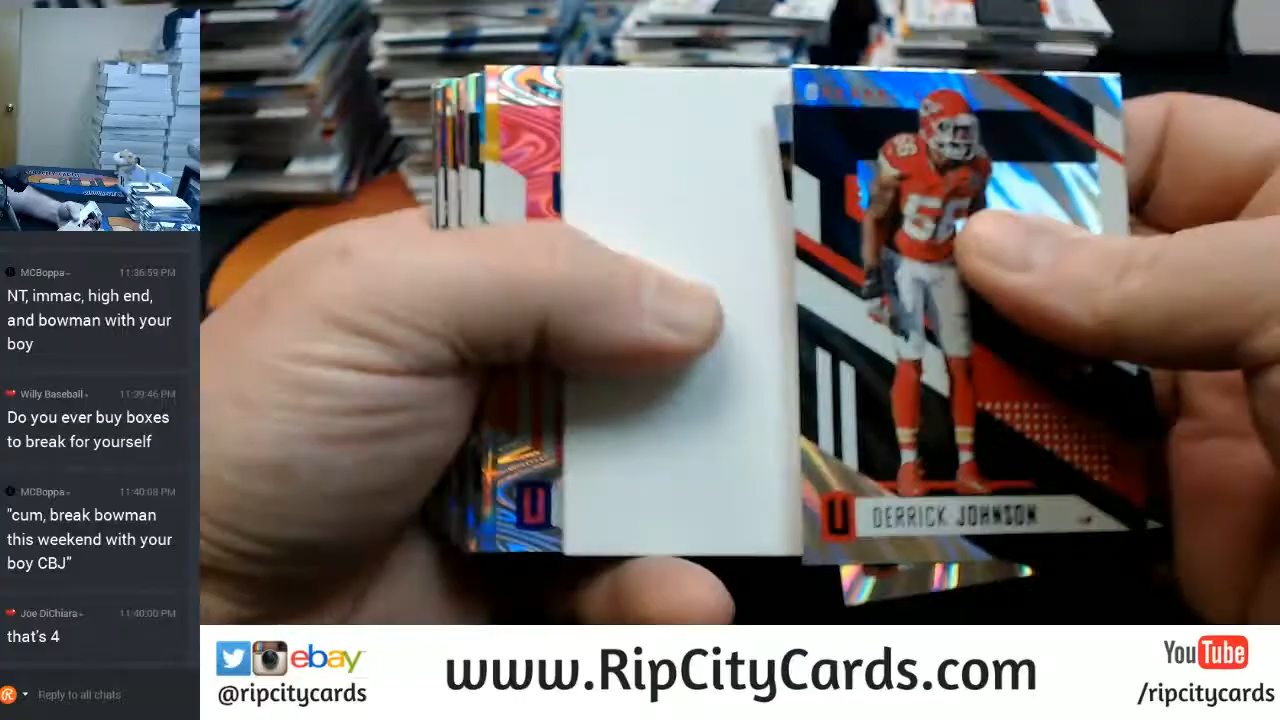 MCBoppa
11:36:59 PM
NT, immac, high end,
and bowman with your
boy
Willy Baseball
11:39:46 PM
Do you ever buy boxes
to break for yourself
MCBoppa
11:40:08 PM
"cum, break bowman
this weekend with your
boy CBJ"
Joe DiChiara
11:40:00 PM
that's 4
Reply to all chats
56
U
U DERRICK JOHNSON
ebay
@ripcitycards
www.RipCityCards.com
YouTube
/ripcitycards